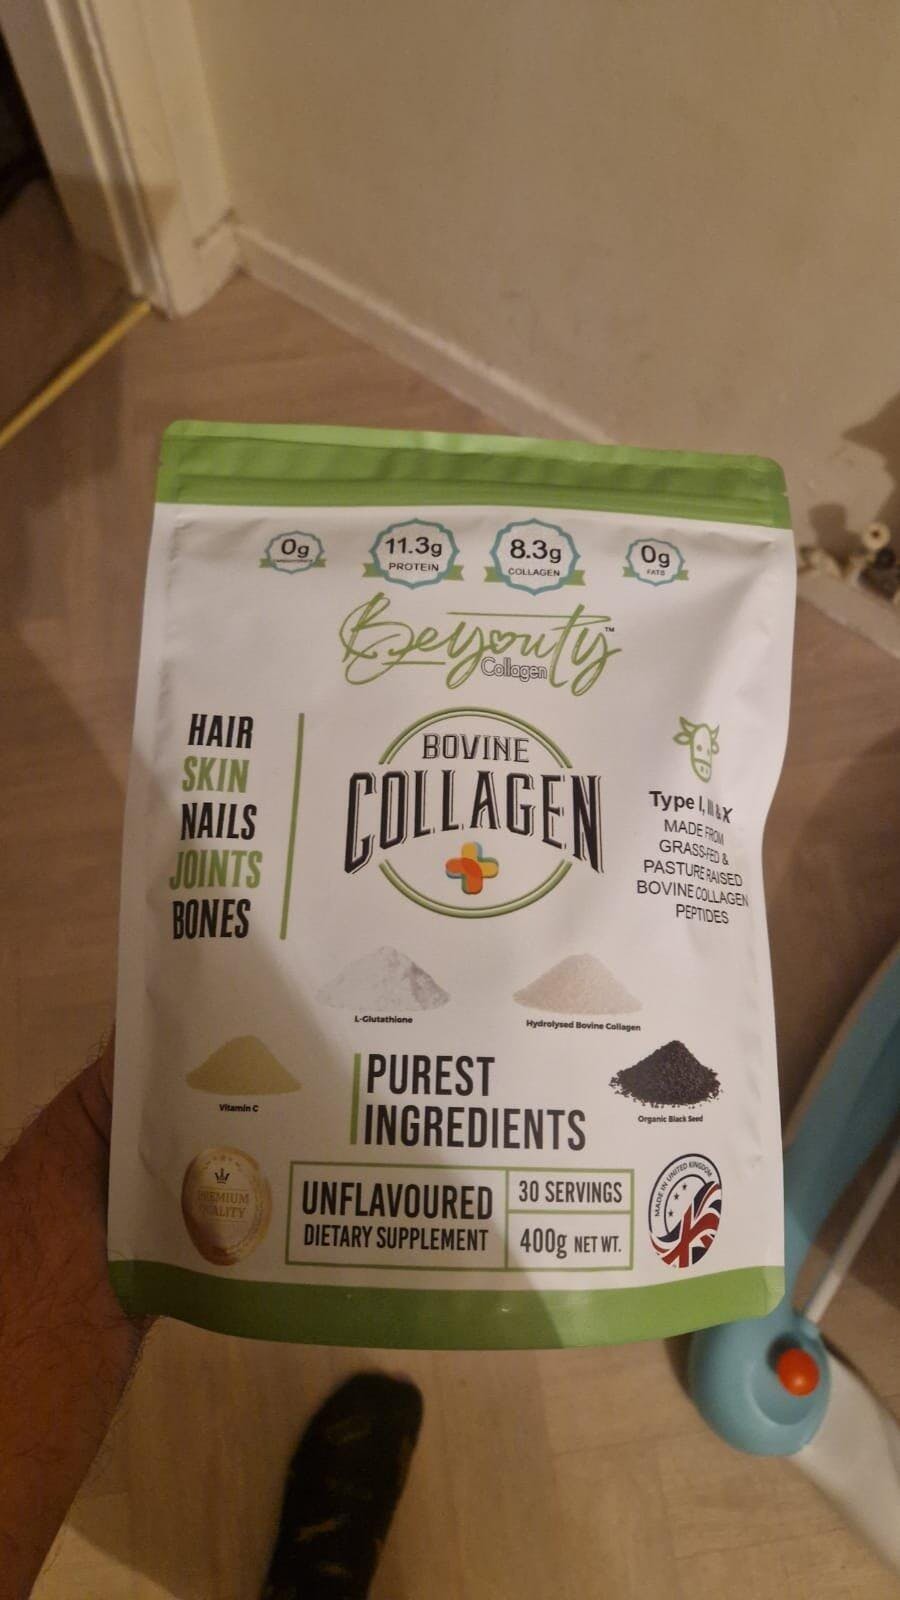 0g
11.3g
PROTEIN
8.3g
COLLAGEN
0g
FATS
Beyouty™
Collagen
HAIR
SKIN
NAILS
JOINTS
BONES
BOVINE
COLLAGEN
Type I, III & X
MADE FROM
GRASS-FED &
PASTURE RAISED
BOVINE COLLAGEN
PEPTIDES
L-Glutathione
Hydrolysed Bovine Collagen
Vitamin C
Organic Black Seed
PUREST
INGREDIENTS
PREMIUM
QUALITY
UNFLAVOURED
DIETARY SUPPLEMENT
30 SERVINGS
400g NET WT.
MADE IN UNITED KINGDOM